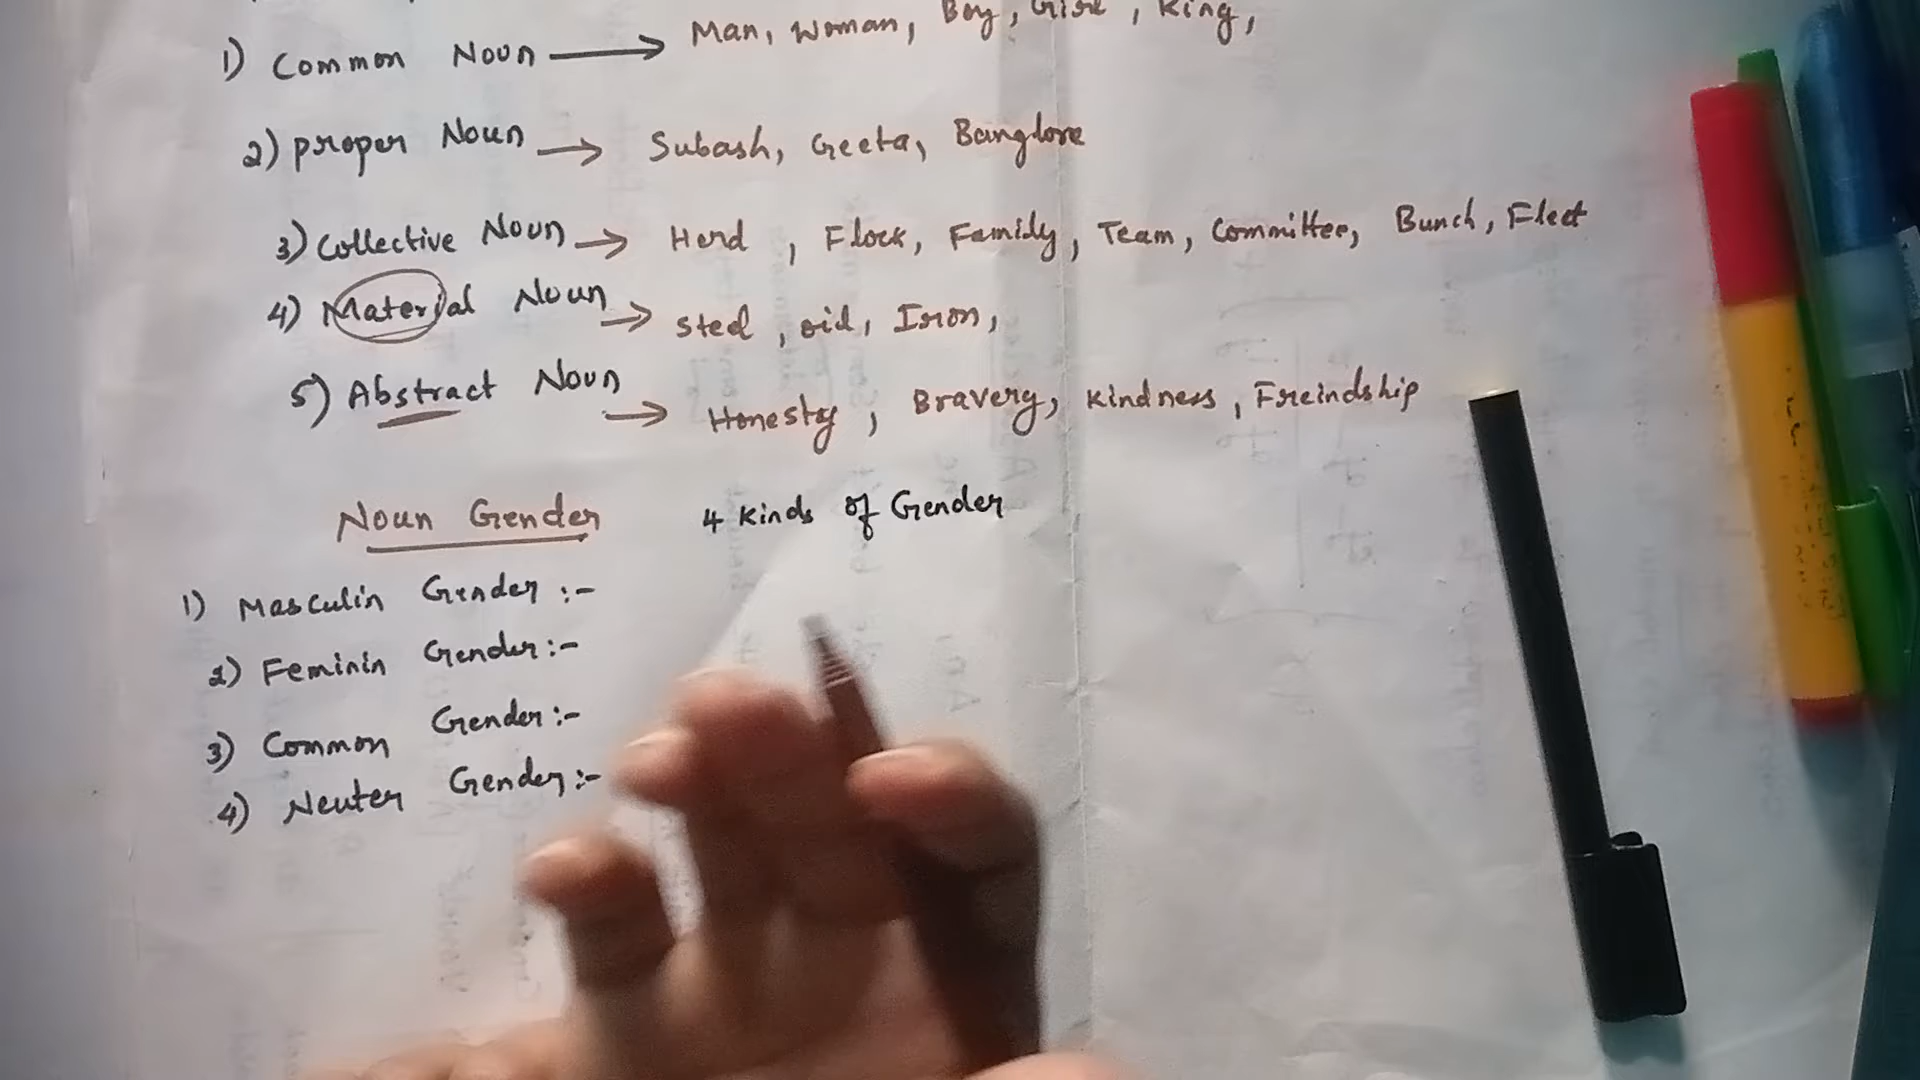 1) Common Noun → Man, Woman, Boy, Girl, King,
2) Proper Noun → Subash, Geeta, Banglore
3) Collective Noun → Herd, Flock, Family, Team, Committee, Bunch, Fleet
4) Material Noun → Steel, oil, Iron,
5) Abstract Noun → Honesty, Bravery, Kindness, Freindship
Noun Gender 4 Kinds of Gender
1) Masculin Gender :-
2) Feminin Gender :-
3) Common Gender :-
4) Neuter Gender :-